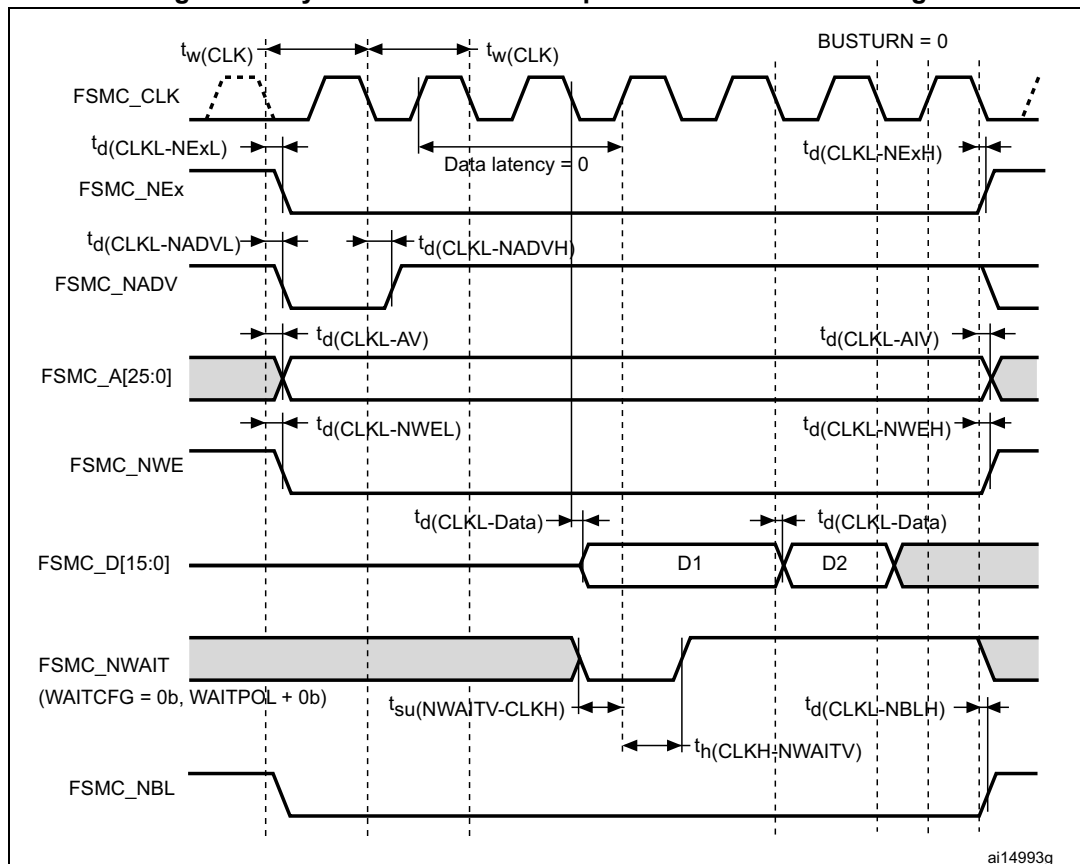 BUSTURN = 0
tw(CLK)
tw(CLK)
FSMC_CLK
td(CLKL-NExL)
Data latency = 0
td(CLKL-NExH)
FSMC_NEx
td(CLKL-NADVL)
td(CLKL-NADVH)
FSMC_NADV
td(CLKL-AV)
td(CLKL-AIV)
FSMC_A[25:0]
td(CLKL-NWEL)
td(CLKL-NWEH)
FSMC_NWE
td(CLKL-Data)
td(CLKL-Data)
FSMC_D[15:0]
D1
D2
FSMC_NWAIT
(WAITCFG = 0b, WAITPOL + 0b)
tsu(NWAITV-CLKH)
td(CLKL-NBLH)
th(CLKH-NWAITV)
FSMC_NBL
ai14993g